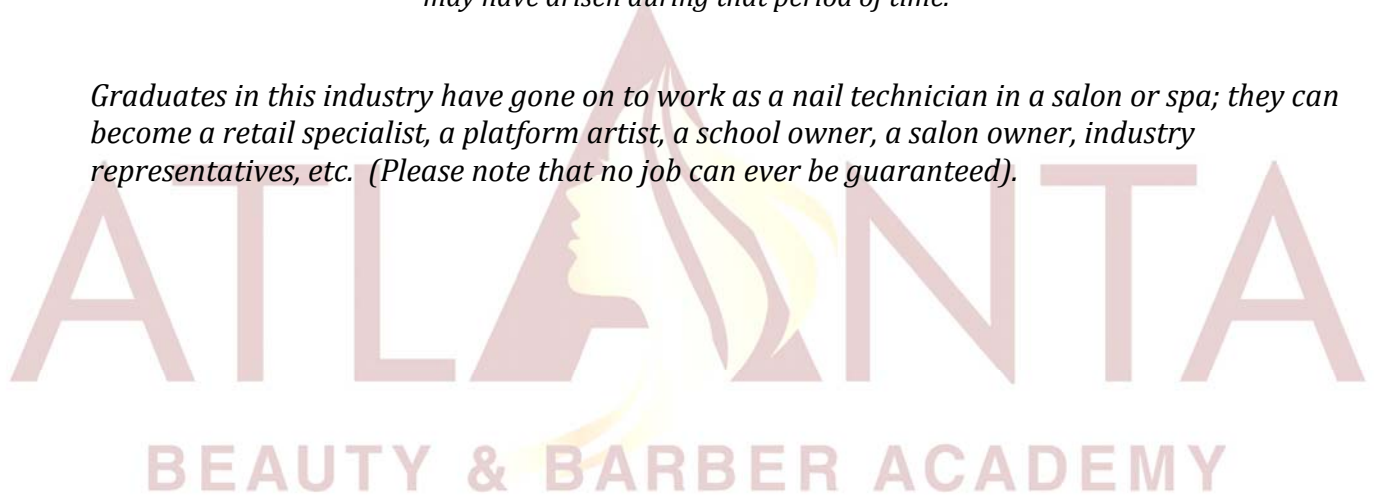 may have arisen during that period of time.
Graduates in this industry have gone on to work as a nail technician in a salon or spa; they can
become a retail specialist, a platform artist, a school owner, a salon owner, industry
representatives, etc. (Please note that no job can ever be guaranteed).
ATLANTA
BEAUTY & BARBER ACADEMY